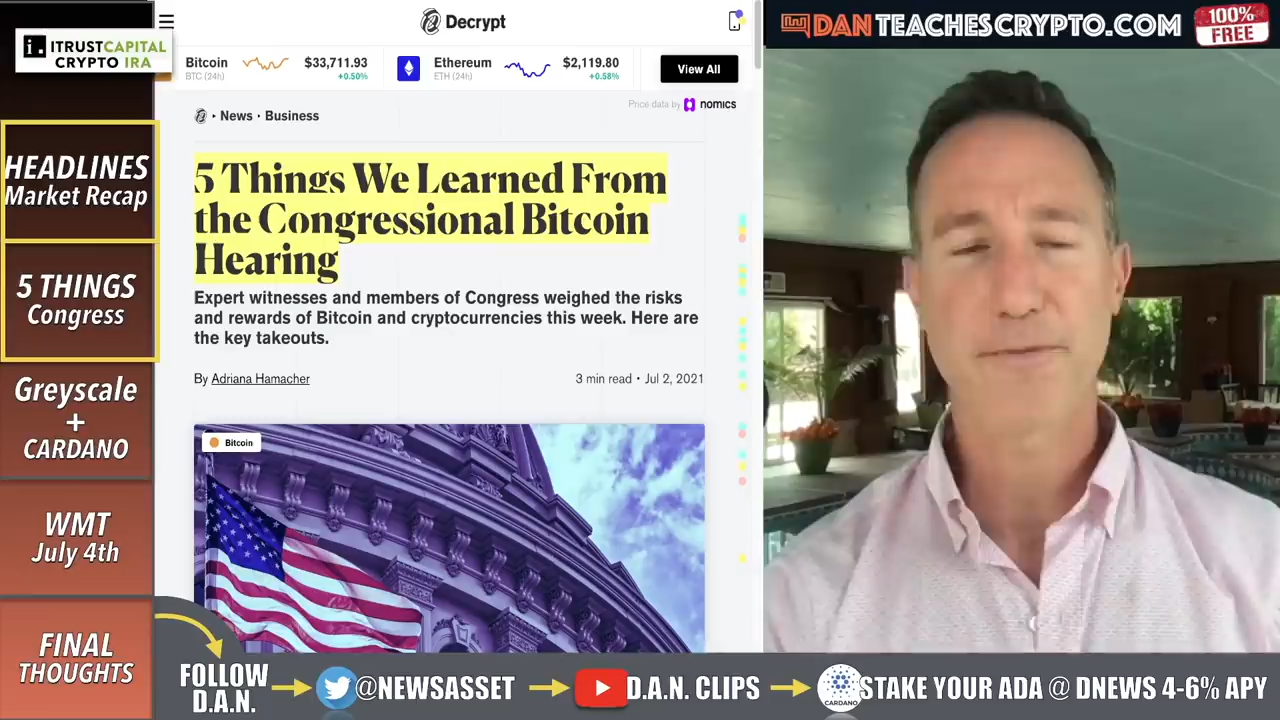 i. ITRUSTCAPITAL
CRYPTO IRA
HEADLINES
Market Recap
5 THINGS
Congress
Greyscale
+
CARDANO
WMT
July 4th
FINAL
THOUGHTS
Decrypt
Bitcoin
BTC (24h)
$33,711.93
+0.50%
Ethereum
ETH (24h)
$2,119.80
+0.58%
View All
Price data by nomics
• News • Business
5 Things We Learned From
the Congressional Bitcoin
Hearing
Expert witnesses and members of Congress weighed the risks
and rewards of Bitcoin and cryptocurrencies this week. Here are
the key takeouts.
By Adriana Hamacher
3 min read • Jul 2, 2021
Bitcoin
DAN TEACHESCRYPTO.COM
100%
FREE
FOLLOW
D.A.N.
@NEWSASSET
D.A.N. CLIPS
CARDANO
STAKE YOUR ADA @ DNEWS 4-6% APY